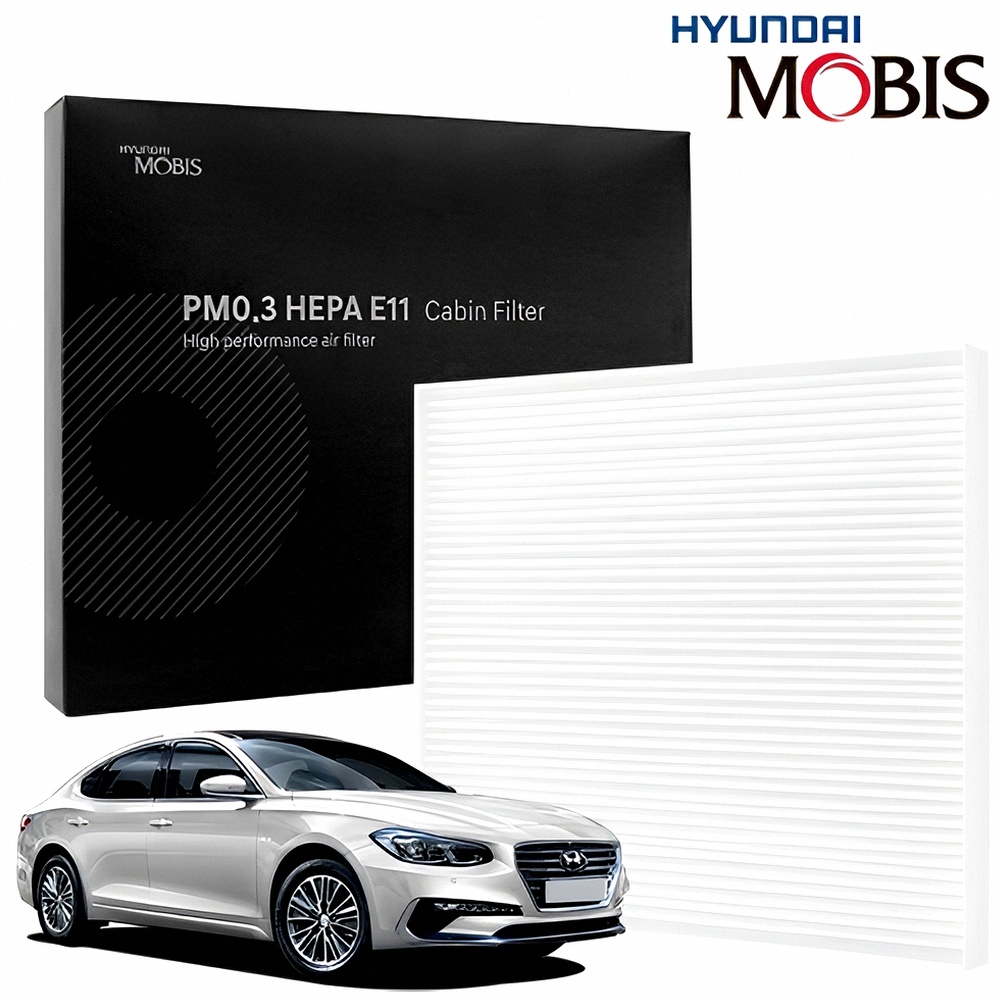 HYUNDAI
MOBIS
HYUNDAI
MOBIS
PM0.3 HEPA E11 Cabin Filter
High performance air filter